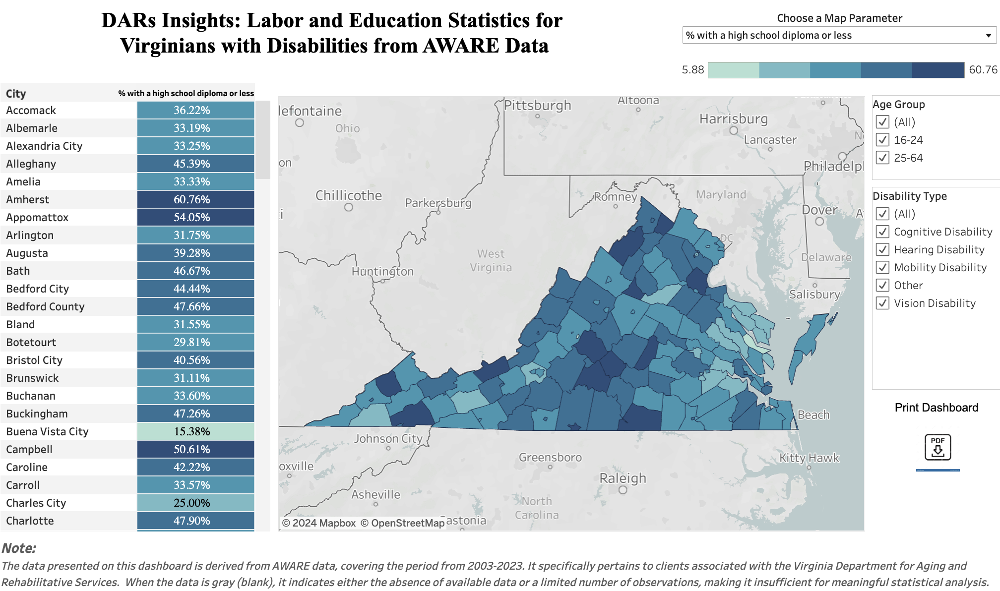 DARs Insights: Labor and Education Statistics for
Virginians with Disabilities from AWARE Data
Choose a Map Parameter
% with a high school diploma or less
5.88
60.76
City % with a high school diploma or less
Accomack 36.22%
Albemarle 33.19%
Alexandria City 33.25%
Alleghany 45.39%
Amelia 33.33%
Amherst 60.76%
Appomattox 54.05%
Arlington 31.75%
Augusta 39.28%
Bath 46.67%
Bedford City 44.44%
Bedford County 47.66%
Bland 31.55%
Botetourt 29.81%
Bristol City 40.56%
Brunswick 31.11%
Buchanan 33.60%
Buckingham 47.26%
Buena Vista City 15.38%
Campbell 50.61%
Caroline 42.22%
Carroll 33.57%
Charles City 25.00%
Charlotte 47.90%
lefontaine
Pittsburgh
Altoona
Harrisburg
Ohio
Lancaster
on
Philadelp
Chillicothe
Parkersburg
Romney
Maryland
Dover
DC
West
Virginia
Delaware
Huntington
Salisbury
Beach
Johnson City
Greensboro
Kitty Hawk
oxville
Raleigh
Asheville
North
Carolina
astonia
© 2024 Mapbox © OpenStreetMap
Age Group
(All)
16-24
25-64
Disability Type
(All)
Cognitive Disability
Hearing Disability
Mobility Disability
Other
Vision Disability
Print Dashboard
PDF
Note:
The data presented on this dashboard is derived from AWARE data, covering the period from 2003-2023. It specifically pertains to clients associated with the Virginia Department for Aging and
Rehabilitative Services. When the data is gray (blank), it indicates either the absence of available data or a limited number of observations, making it insufficient for meaningful statistical analysis.